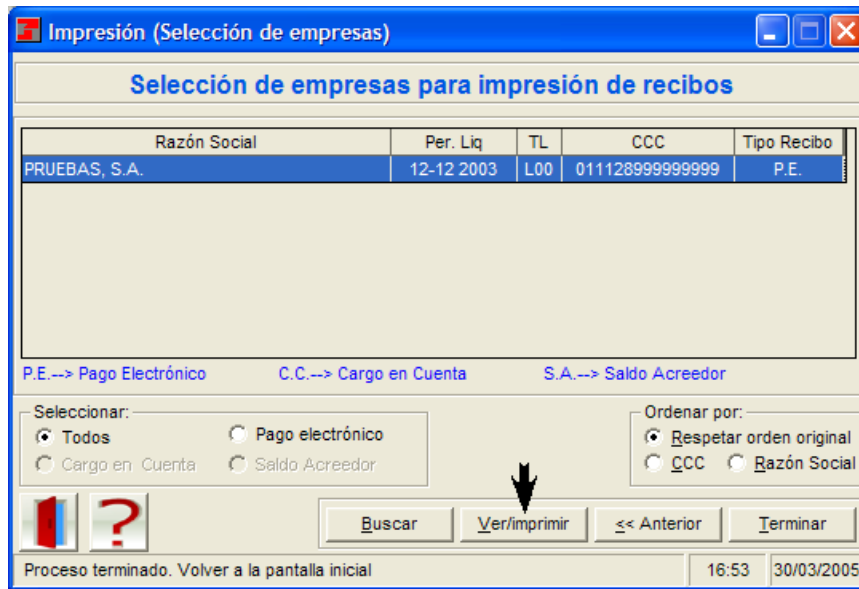 Impresión (Selección de empresas)
Selección de empresas para impresión de recibos
Razón Social Per. Liq TL CCC Tipo Recibo
PRUEBAS, S.A. 12-12 2003 L00 011128999999999 P.E.
P.E.--> Pago Electrónico C.C.--> Cargo en Cuenta S.A.--> Saldo Acreedor
Seleccionar: Ordenar por:
Todos Pago electrónico Respetar orden original
Cargo en Cuenta Saldo Acreedor CCC Razón Social
Buscar Ver/imprimir << Anterior Terminar
Proceso terminado. Volver a la pantalla inicial 16:53 30/03/2005